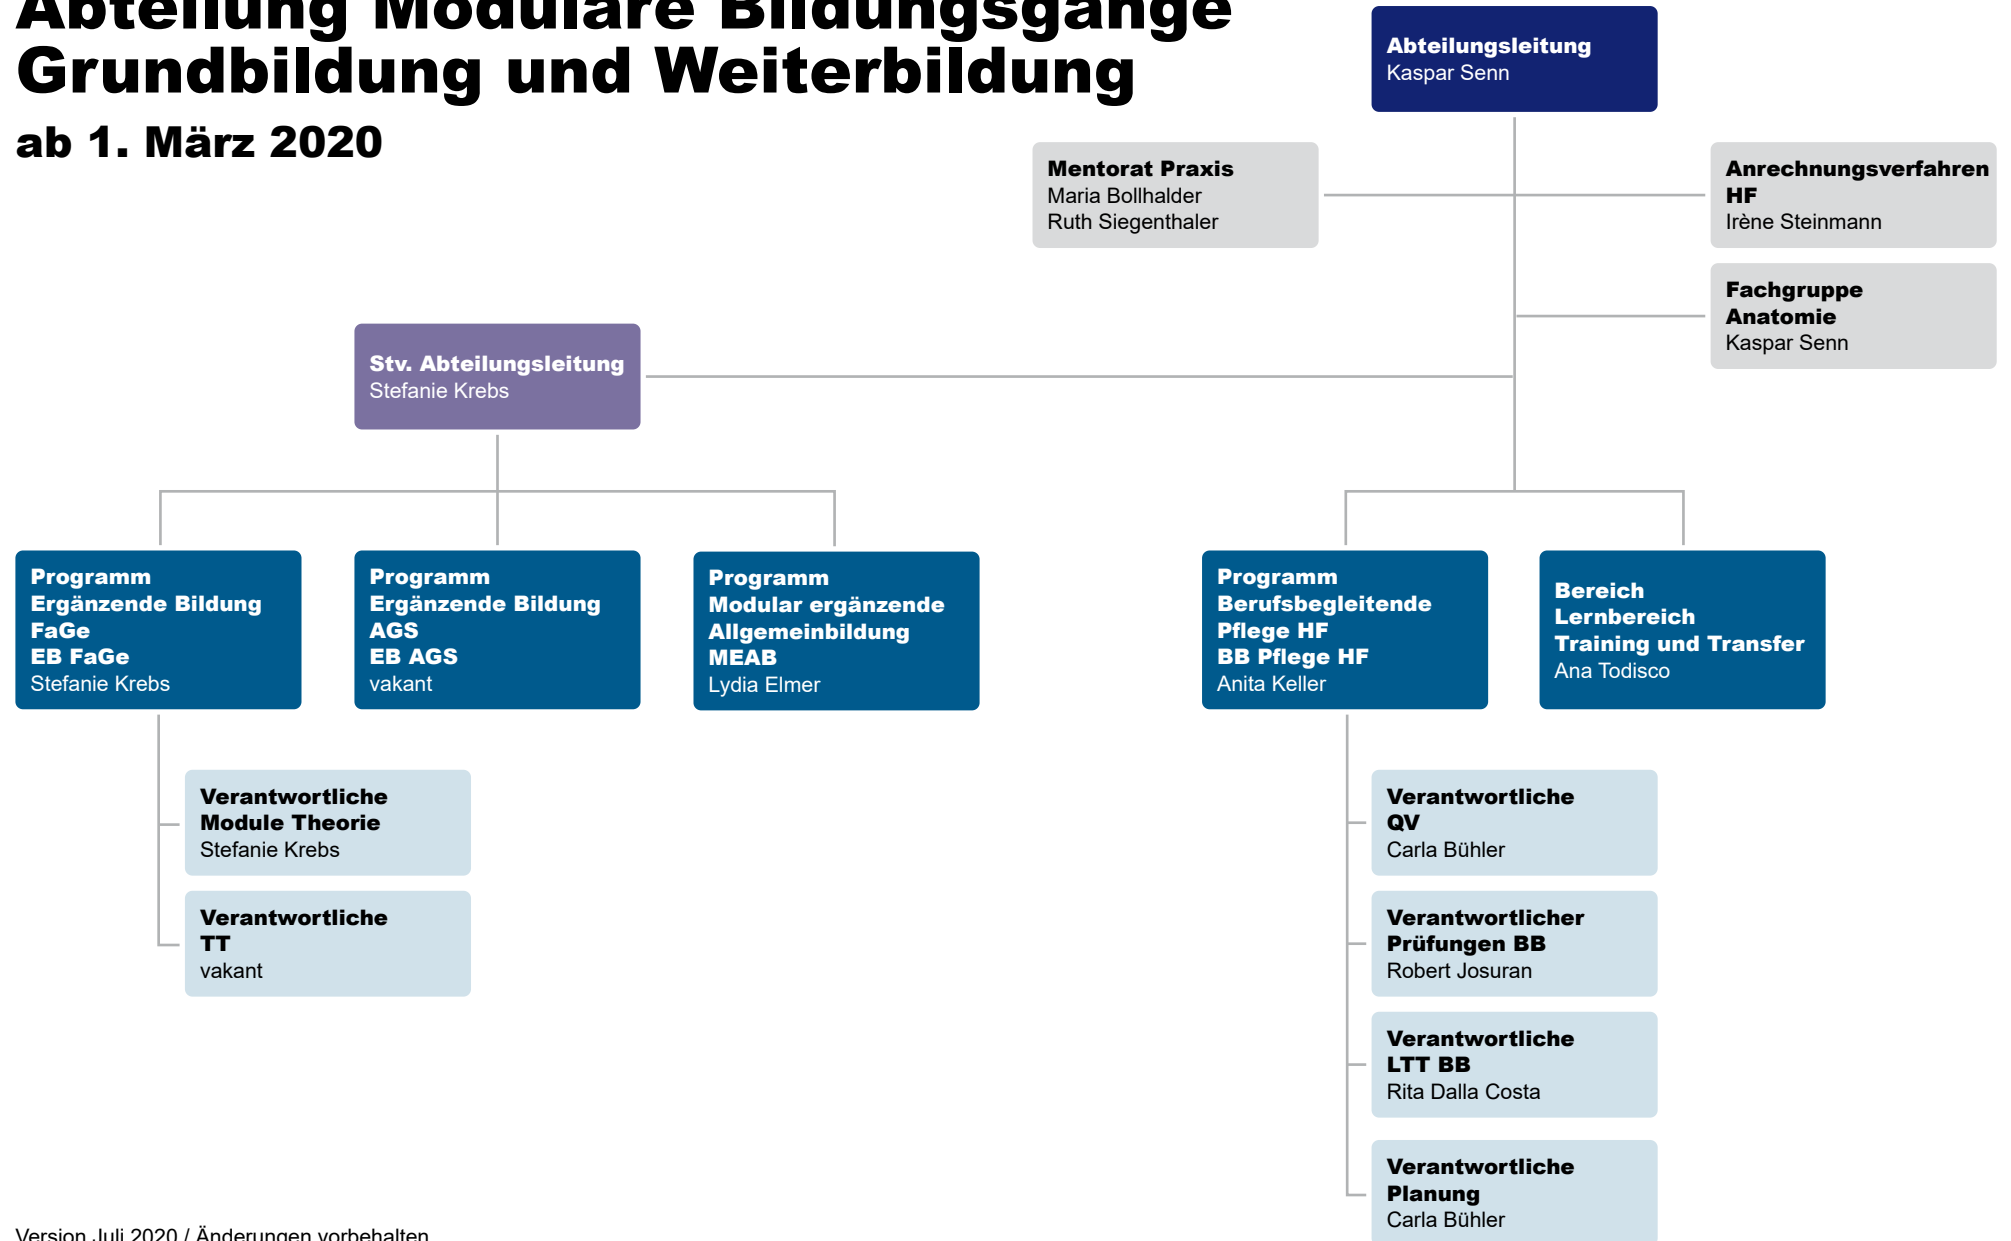 Abteilung Modulare Bildungsgänge
Grundbildung und Weiterbildung
ab 1. März 2020
Abteilungsleitung
Kaspar Senn
Mentorat Praxis
Maria Bollhalder
Ruth Siegenthaler
Anrechnungsverfahren
HF
Irène Steinmann
Fachgruppe
Anatomie
Kaspar Senn
Stv. Abteilungsleitung
Stefanie Krebs
Programm
Ergänzende Bildung
FaGe
EB FaGe
Stefanie Krebs
Programm
Ergänzende Bildung
AGS
EB AGS
vakant
Programm
Modular ergänzende
Allgemeinbildung
MEAB
Lydia Elmer
Programm
Berufsbegleitende
Pflege HF
BB Pflege HF
Anita Keller
Bereich
Lernbereich
Training und Transfer
Ana Todisco
Verantwortliche
Module Theorie
Stefanie Krebs
Verantwortliche
TT
vakant
Verantwortliche
QV
Carla Bühler
Verantwortlicher
Prüfungen BB
Robert Josuran
Verantwortliche
LTT BB
Rita Dalla Costa
Verantwortliche
Planung
Carla Bühler
Version Juli 2020 / Änderungen vorbehalten